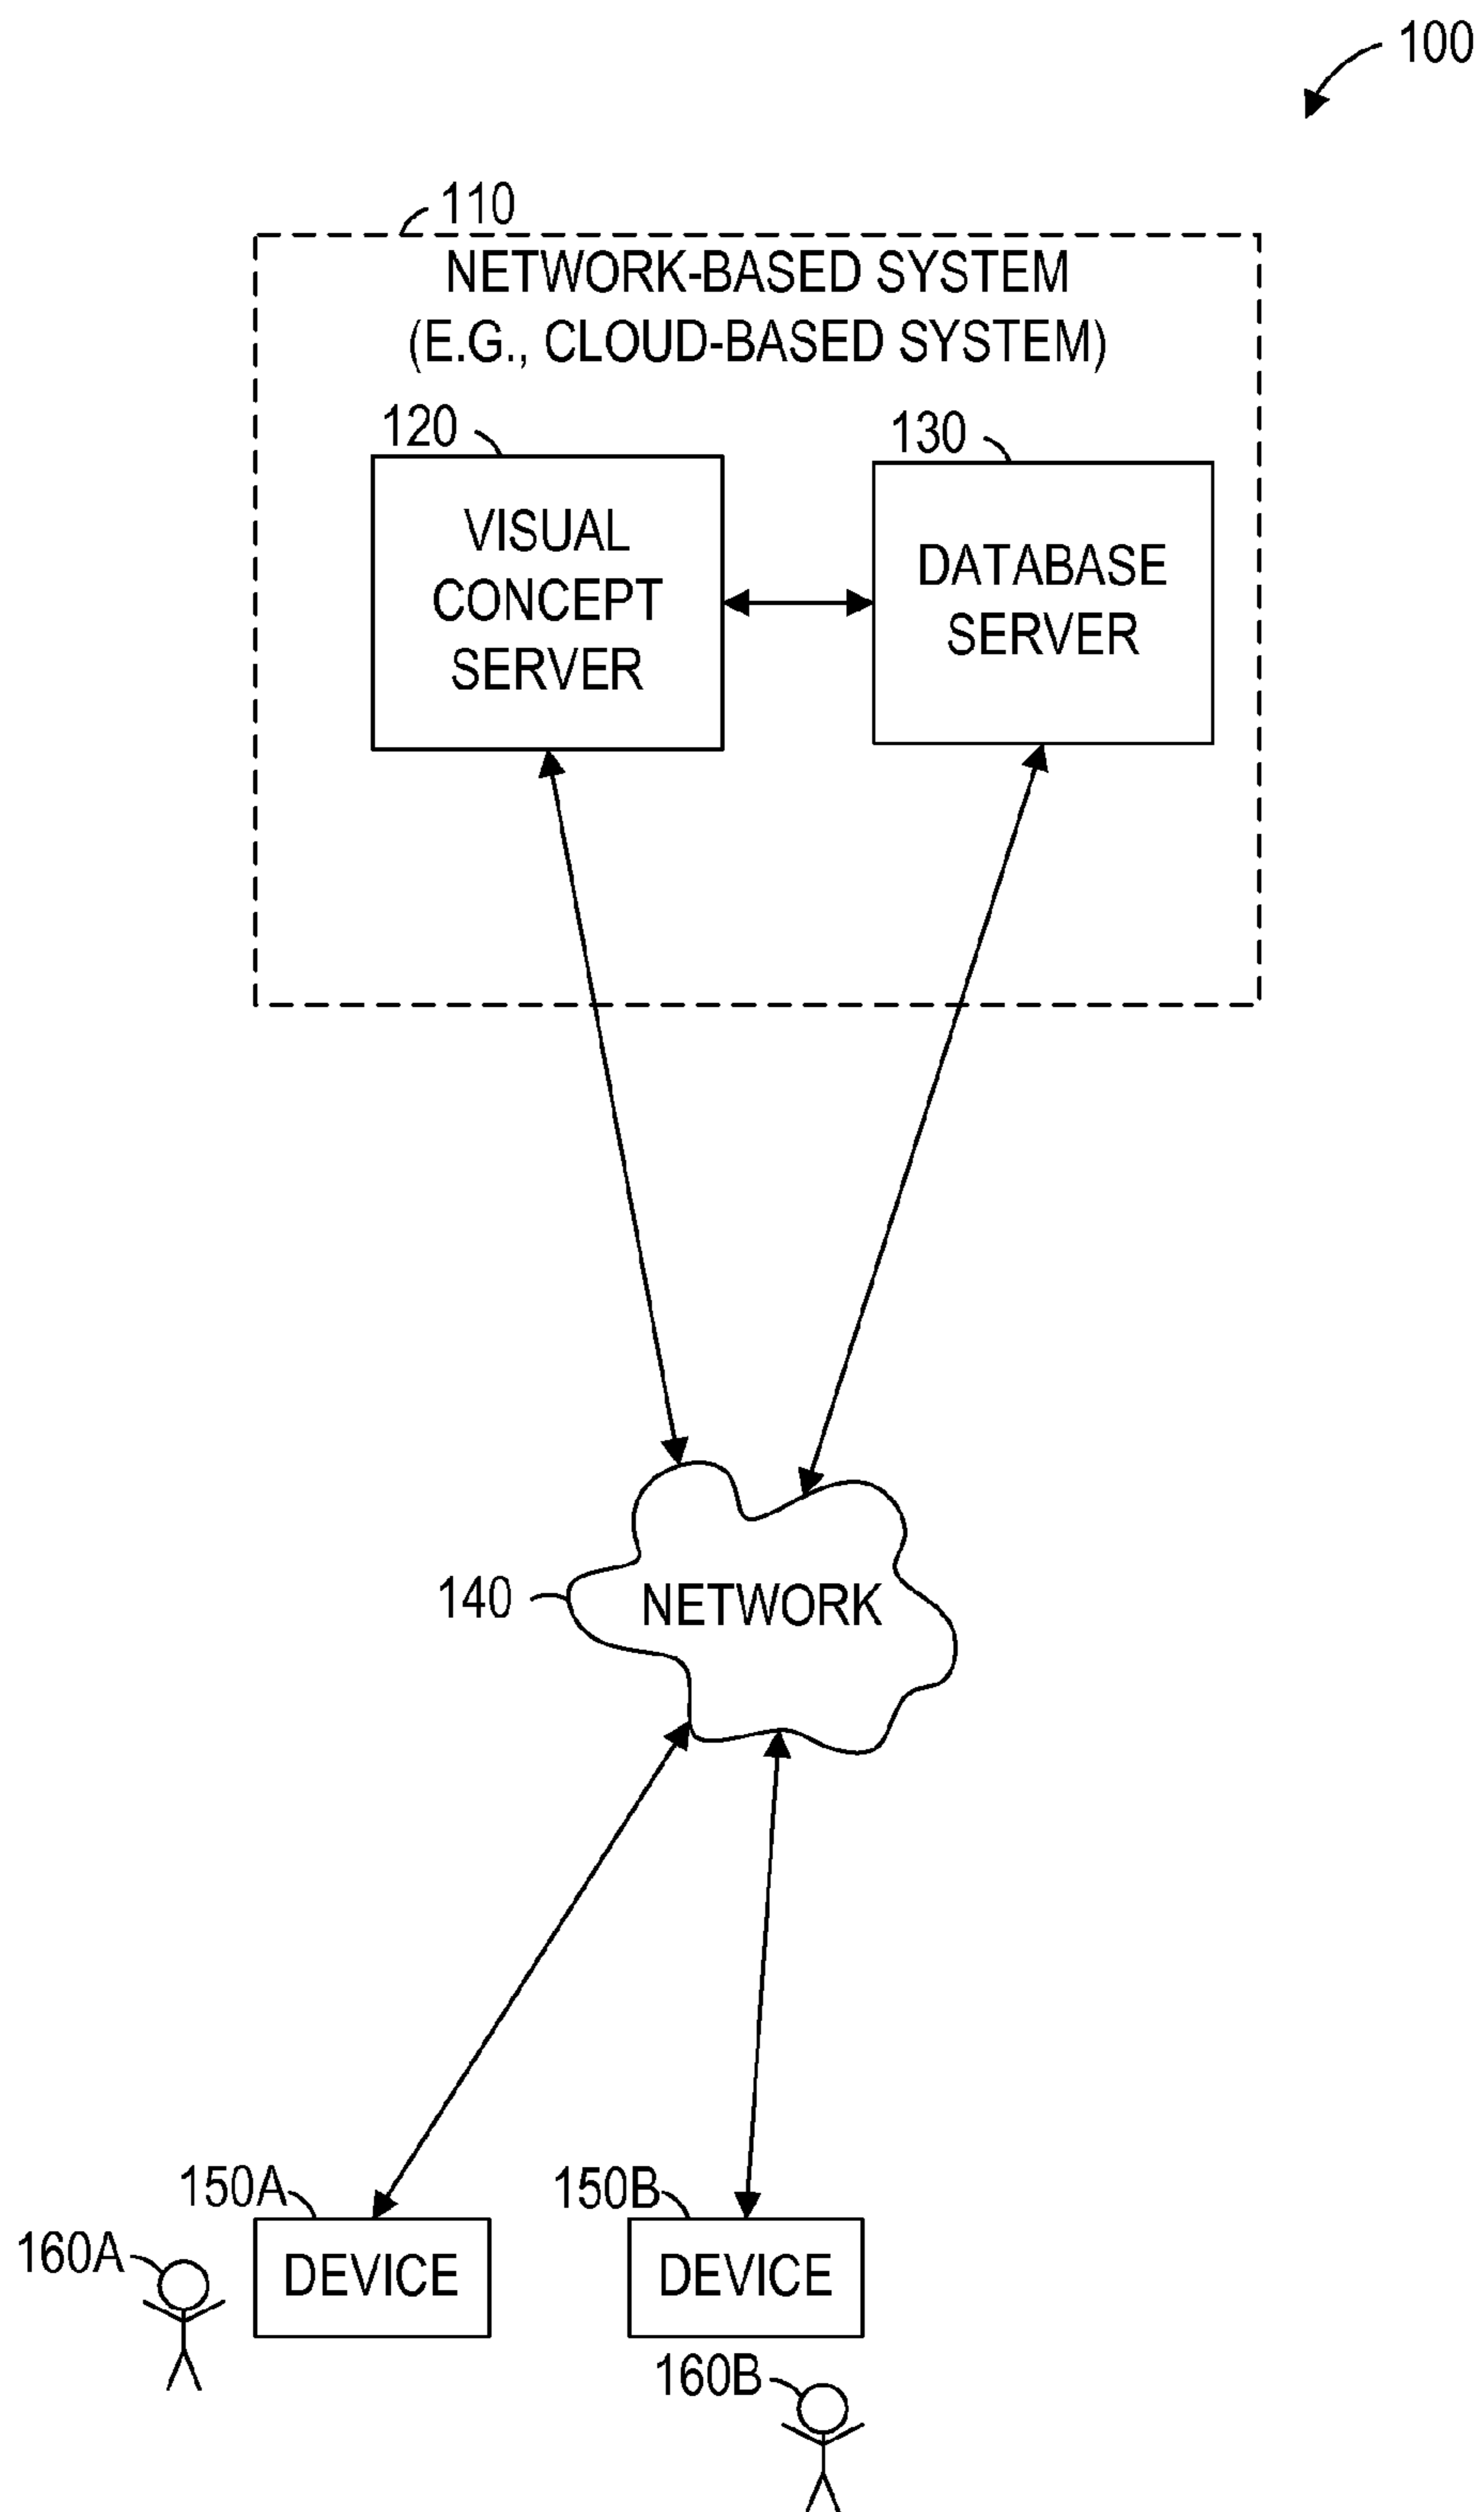 100
110
NETWORK-BASED SYSTEM
(E.G., CLOUD-BASED SYSTEM)
120
130
VISUAL
CONCEPT
SERVER
DATABASE
SERVER
140
NETWORK
150A
150B
160A
DEVICE
DEVICE
160B